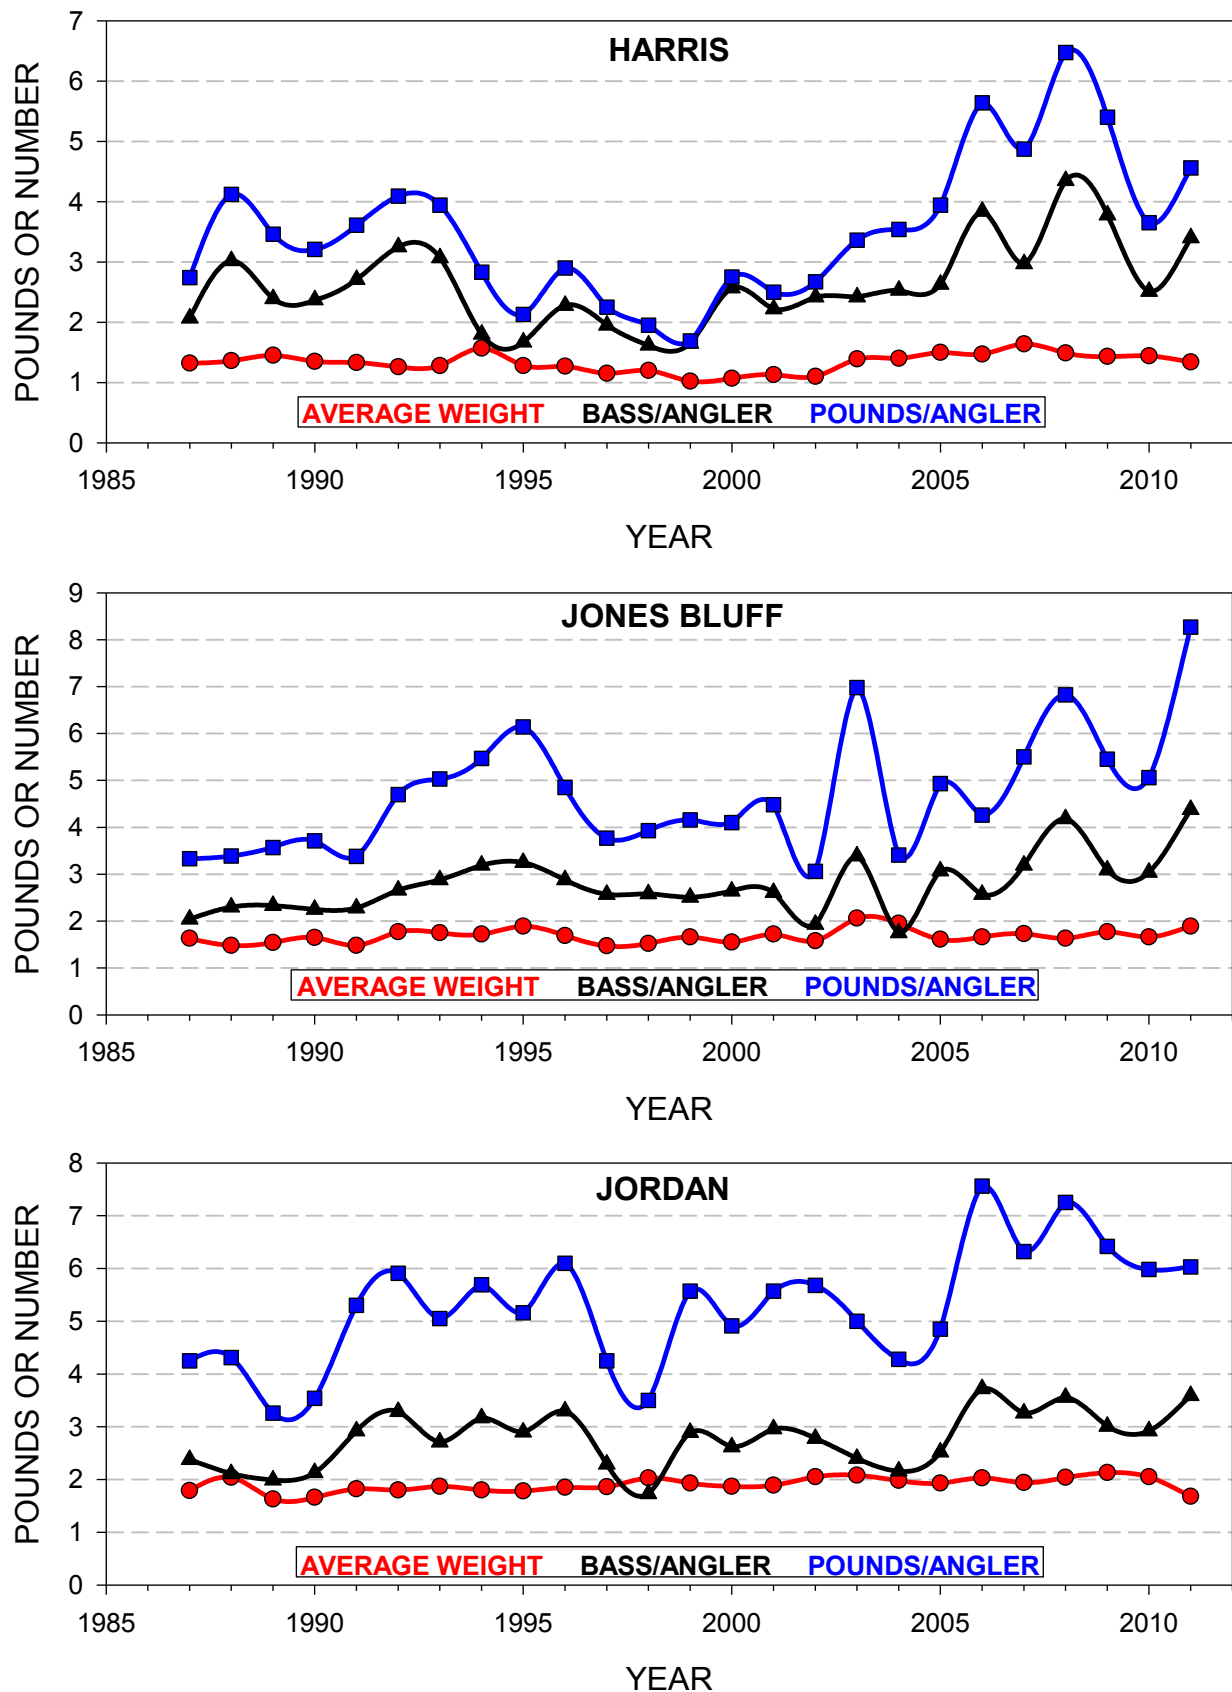 HARRIS
POUNDS OR NUMBER
7
6
5
4
3
2
1
0
AVERAGE WEIGHT BASS/ANGLER POUNDS/ANGLER
1985 1990 1995 2000 2005 2010
YEAR
JONES BLUFF
POUNDS OR NUMBER
9
8
7
6
5
4
3
2
1
0
AVERAGE WEIGHT BASS/ANGLER POUNDS/ANGLER
1985 1990 1995 2000 2005 2010
YEAR
JORDAN
POUNDS OR NUMBER
8
7
6
5
4
3
2
1
0
AVERAGE WEIGHT BASS/ANGLER POUNDS/ANGLER
1985 1990 1995 2000 2005 2010
YEAR